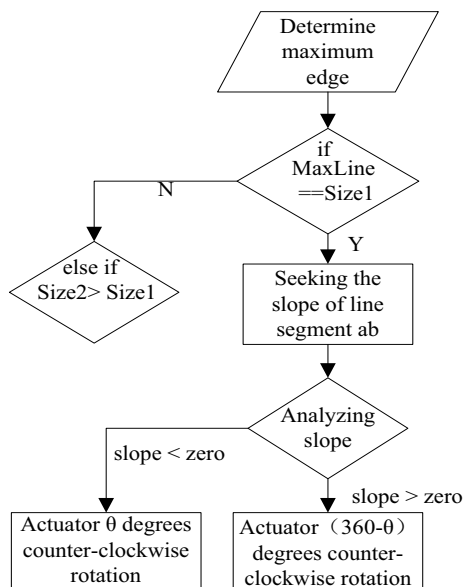 Determine
maximum
edge
if
MaxLine
==Size1
N
Y
else if
Size2> Size1
Seeking the
slope of line
segment ab
Analyzing
slope
slope < zero
slope > zero
Actuator θ degrees
counter-clockwise
rotation
Actuator（360-θ）
degrees counter-
clockwise rotation